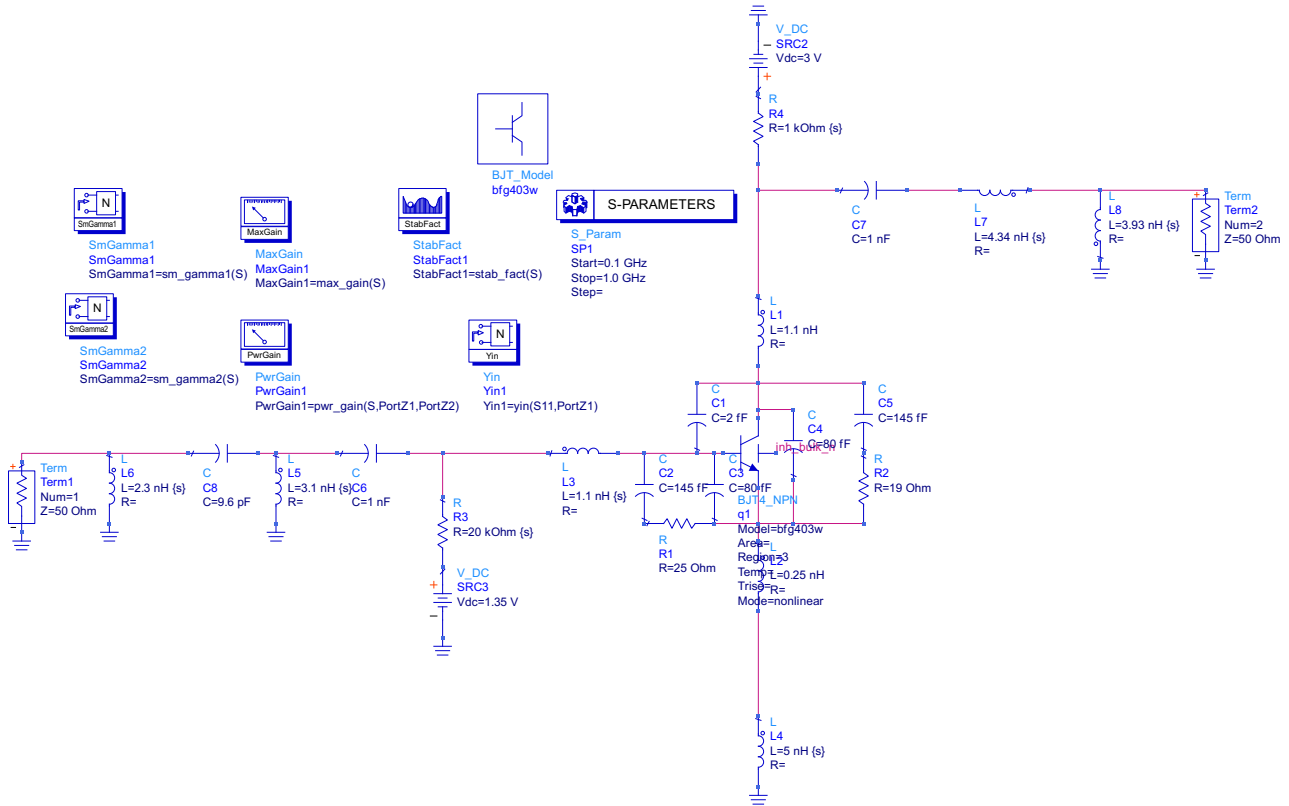 V_DC
SRC2
Vdc=3 V
R
R4
R=1 kOhm {s}
BJT_Model
bfg403w
N
SmGamma1
SmGamma1
SmGamma1
SmGamma1=sm_gamma1(S)
MaxGain
MaxGain
MaxGain1
MaxGain1=max_gain(S)
StabFact
StabFact
StabFact1
StabFact1=stab_fact(S)
S-PARAMETERS
S_Param
SP1
Start=0.1 GHz
Stop=1.0 GHz
Step=
C
C7
C=1 nF
L
L7
L=4.34 nH {s}
R=
L
L8
L=3.93 nH {s}
R=
Term
Term2
Num=2
Z=50 Ohm
N
SmGamma2
SmGamma2
SmGamma2
SmGamma2=sm_gamma2(S)
PwrGain
PwrGain
PwrGain1
PwrGain1=pwr_gain(S,PortZ1,PortZ2)
N
Yin
Yin
Yin1
Yin1=yin(S11,PortZ1)
L
L1
L=1.1 nH
R=
C
C1
C=2 fF
C
C5
C=145 fF
C
C4
C=80 fF
Term
Term1
Num=1
Z=50 Ohm
L
L6
L=2.3 nH {s}
R=
C
C8
C=9.6 pF
L
L5
L=3.1 nH {s}
R=
C
C6
C=1 nF
L
L3
L=1.1 nH {s}
R=
C
C2
C=145 fF
C
C3
C=80 fF
R
R2
R=19 Ohm
R
R3
R=20 kOhm {s}
R
R1
R=25 Ohm
BJT4_NPN
q1
Model=bfg403w
Area=
Region=3
Temp=
Trise=
Mode=nonlinear
L
L2
L=0.25 nH
R=
V_DC
SRC3
Vdc=1.35 V
L
L4
L=5 nH {s}
R=